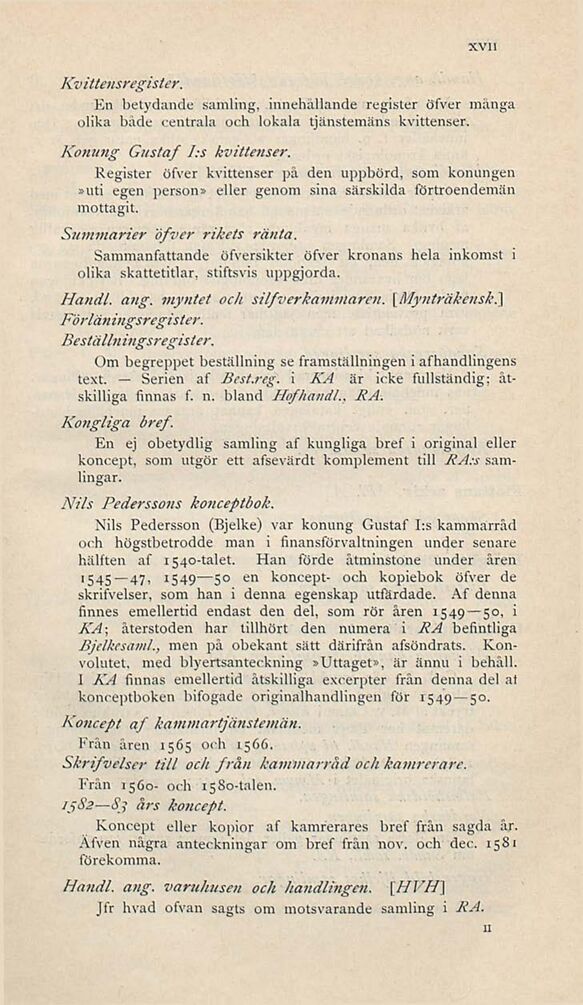 XVII
Kvittensregister.
En betydande samling, innehållande register öfver många
olika både centrala och lokala tjänstemäns kvittenser.
Konung Gustaf I:s kvittenser.
Register öfver kvittenser på den uppbörd, som konungen
»uti egen person» eller genom sina särskilda förtroendemän
mottagit.
Summarier öfver rikets ränta.
Sammanfattande öfversikter öfver kronans hela inkomst i
olika skattetitlar, stiftsvis uppgjorda.
Handl. ang. myntet och silfverkammaren. [Mynträkensk.]
Förläningsregister.
Beställningsregister.
Om begreppet beställning se framställningen i afhandlingens
text. — Serien af Best.reg. i KA är icke fullständig; åt-
skilliga finnas f. n. bland Hofhandl., RA.
Kongliga bref.
En ej obetydlig samling af kungliga bref i original eller
koncept, som utgör ett afsevärdt komplement till RA:s sam-
lingar.
Nils Pederssons konceptbok.
Nils Pedersson (Bjelke) var konung Gustaf I:s kammarråd
och högstbetrodde man i finansförvaltningen under senare
hälften af 1540-talet. Han förde åtminstone under åren
1545—47, 1549—50 en koncept- och kopiebok öfver de
skrifvelser, som han i denna egenskap utfärdade. Af denna
finnes emellertid endast den del, som rör åren 1549—50, i
KA; återstoden har tillhört den numera i RA befintliga
Bjelkesaml., men på obekant sätt därifrån afsöndrats. Kon-
volutet, med blyertsanteckning »Uttaget», är ännu i behåll.
I KA finnas emellertid åtskilliga excerpter från denna del af
konceptboken bifogade originalhandlingen för 1549—50.
Koncept af kammartjänstemän.
Från åren 1565 och 1566.
Skrifvelser till och från kammarråd och kamrerare.
Från 1560- och 1580-talen.
1582—83 års koncept.
Koncept eller kopior af kamrerares bref från sagda år.
Äfven några anteckningar om bref från nov. och dec. 1581
förekomma.
Handl. ang. varuhusen och handlingen. [HVH]
Jfr hvad ofvan sagts om motsvarande samling i RA.
II